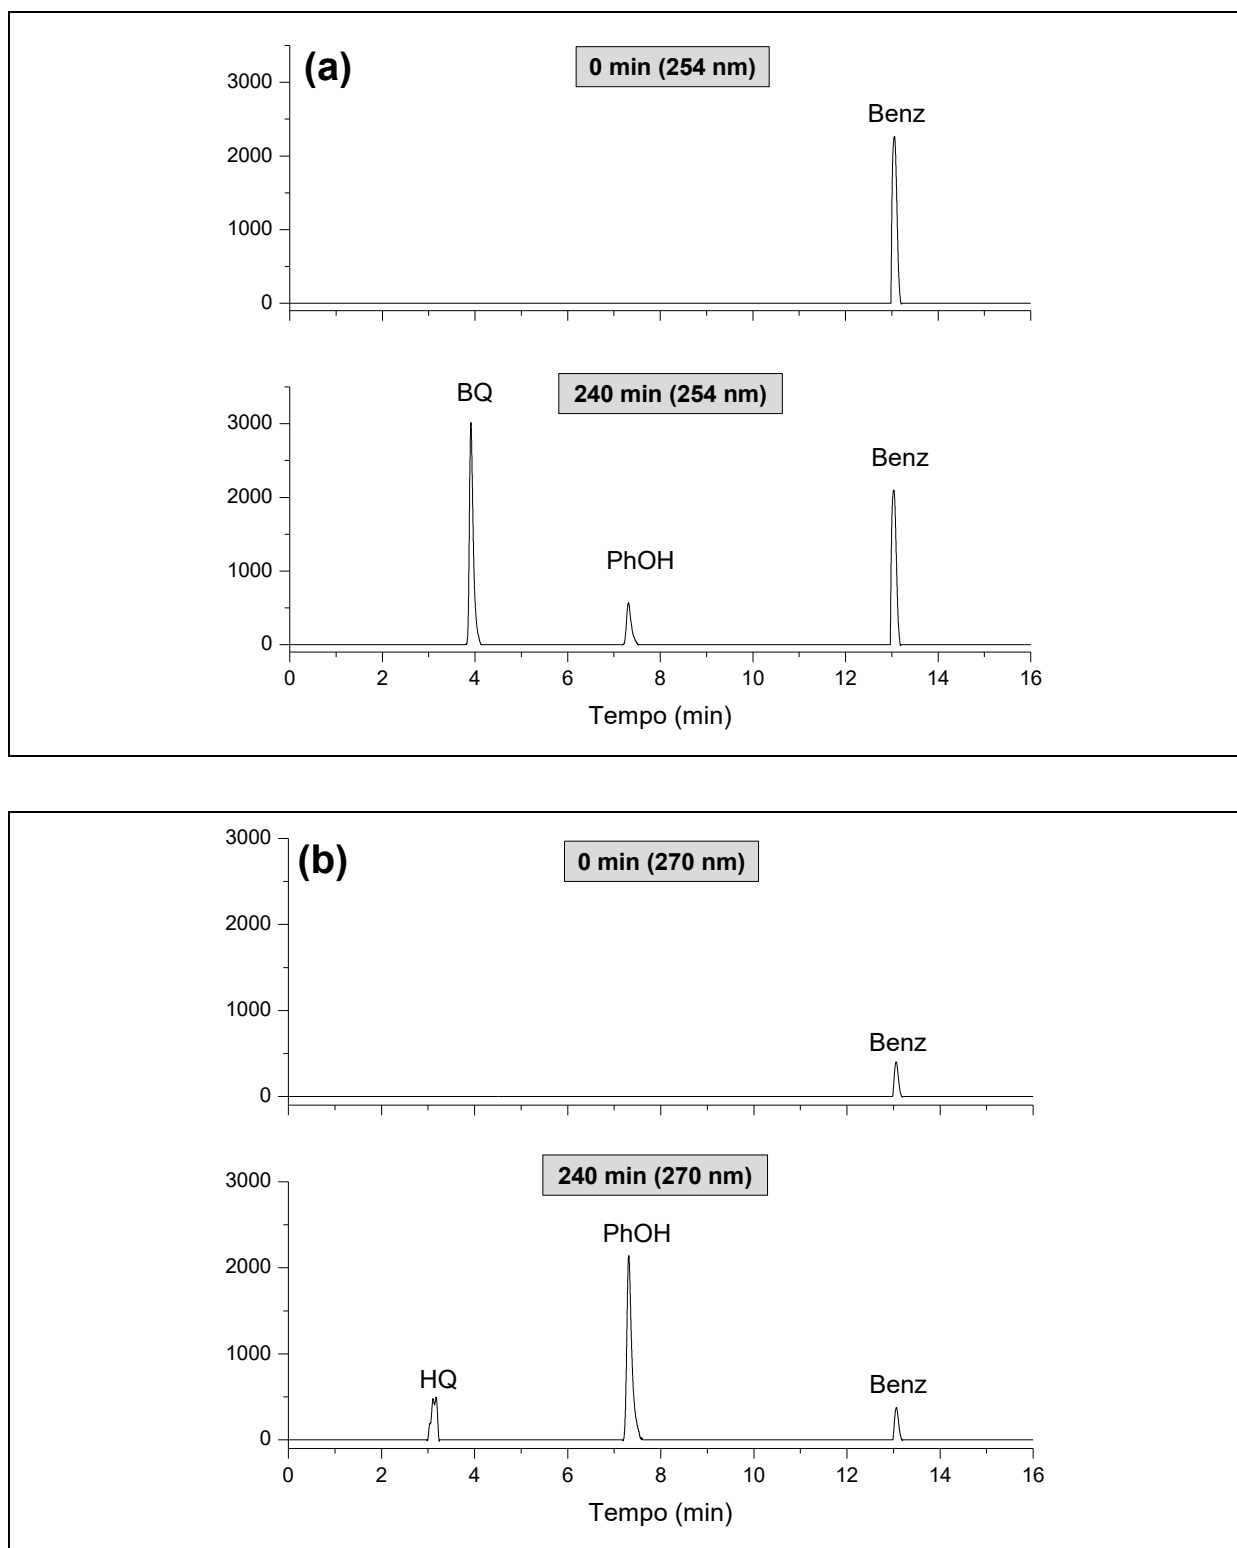 (a)
0 min (254 nm)
Benz
3000
2000
1000
0
240 min (254 nm)
BQ
PhOH
Benz
3000
2000
1000
0
0 2 4 6 8 10 12 14 16
Tempo (min)
(b)
0 min (270 nm)
Benz
3000
2000
1000
0
240 min (270 nm)
HQ
PhOH
Benz
3000
2000
1000
0
0 2 4 6 8 10 12 14 16
Tempo (min)